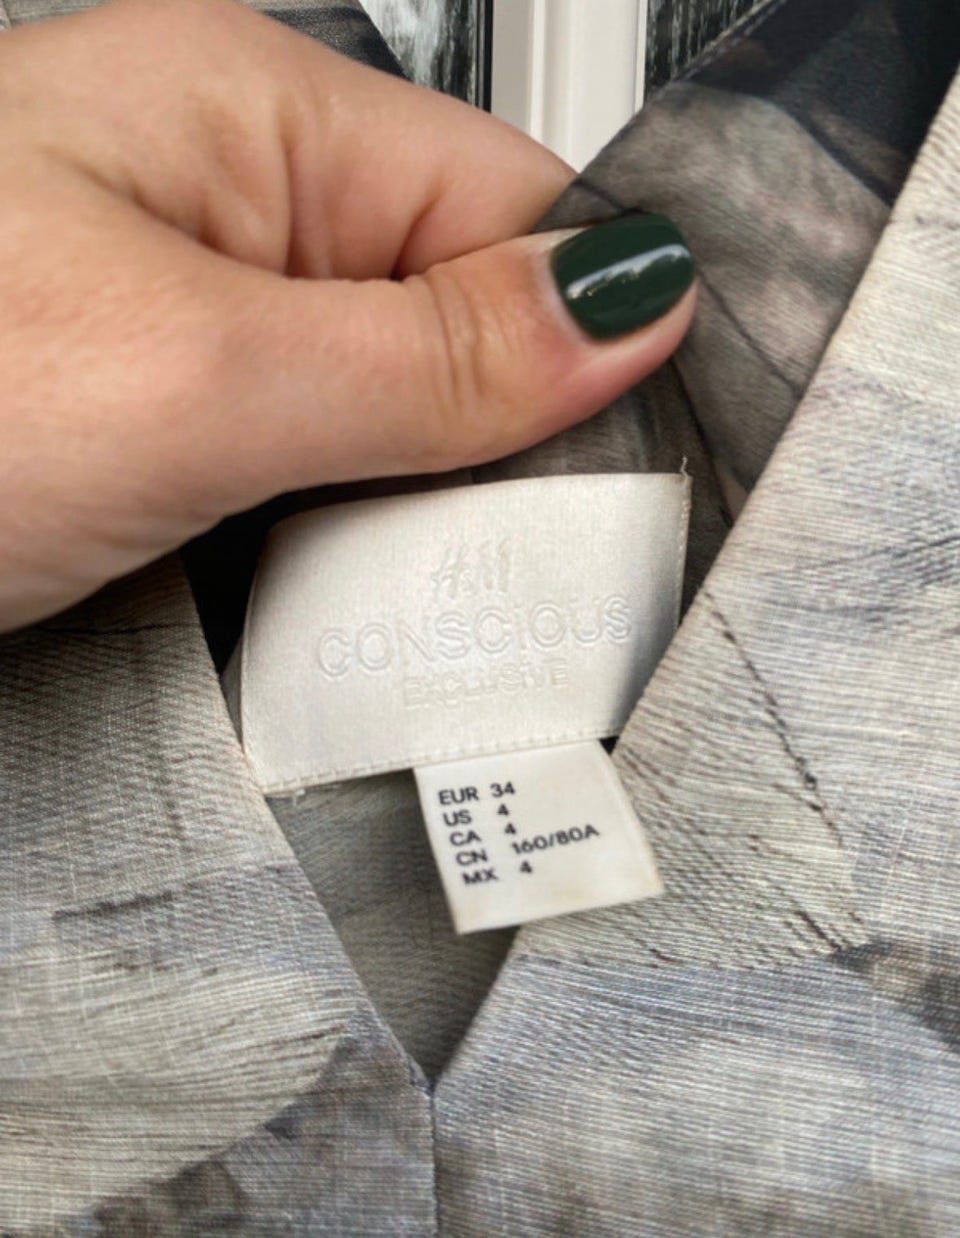 H&M
CONSCIOUS
EXCLUSIVE
EUR 34
US 4
CA 4
CN 160/80A
MX 4